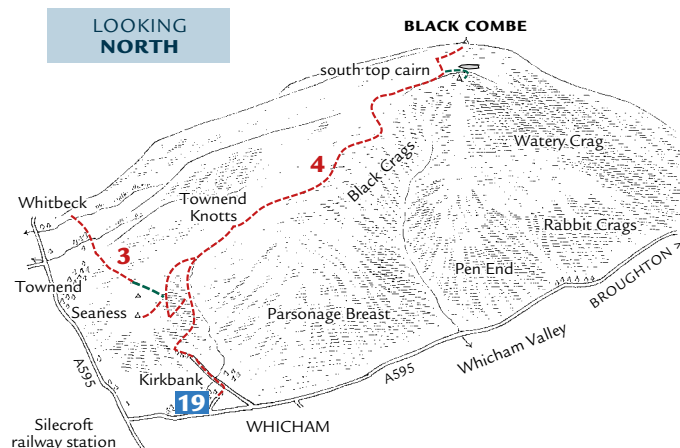 LOOKING
NORTH
BLACK COMBE
south top cairn
Watery Crag
4
Black Crags
Whitbeck
Townend
Knotts
Rabbit Crags
3
Pen End
BROUGHTON
Townend
Seaness
Parsonage Breast
Whicham Valley
A595
A595
Kirkbank
19
WHICHAM
Silecroft
railway station